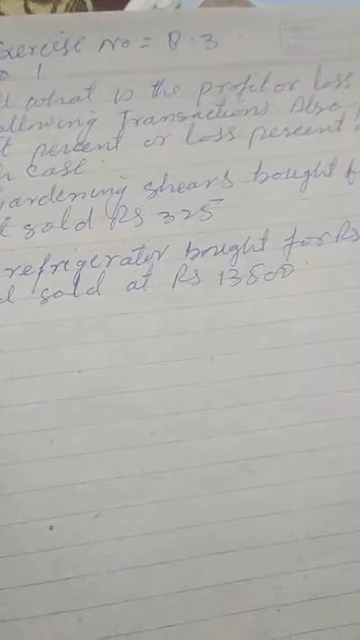 Exercise No = 8.3
1
what is the profit or loss
following Transactions. Also
percent or loss percent
case.
Gardening shears bought f
sold RS 325
refrigerator bought for Rs
sold at Rs 13500